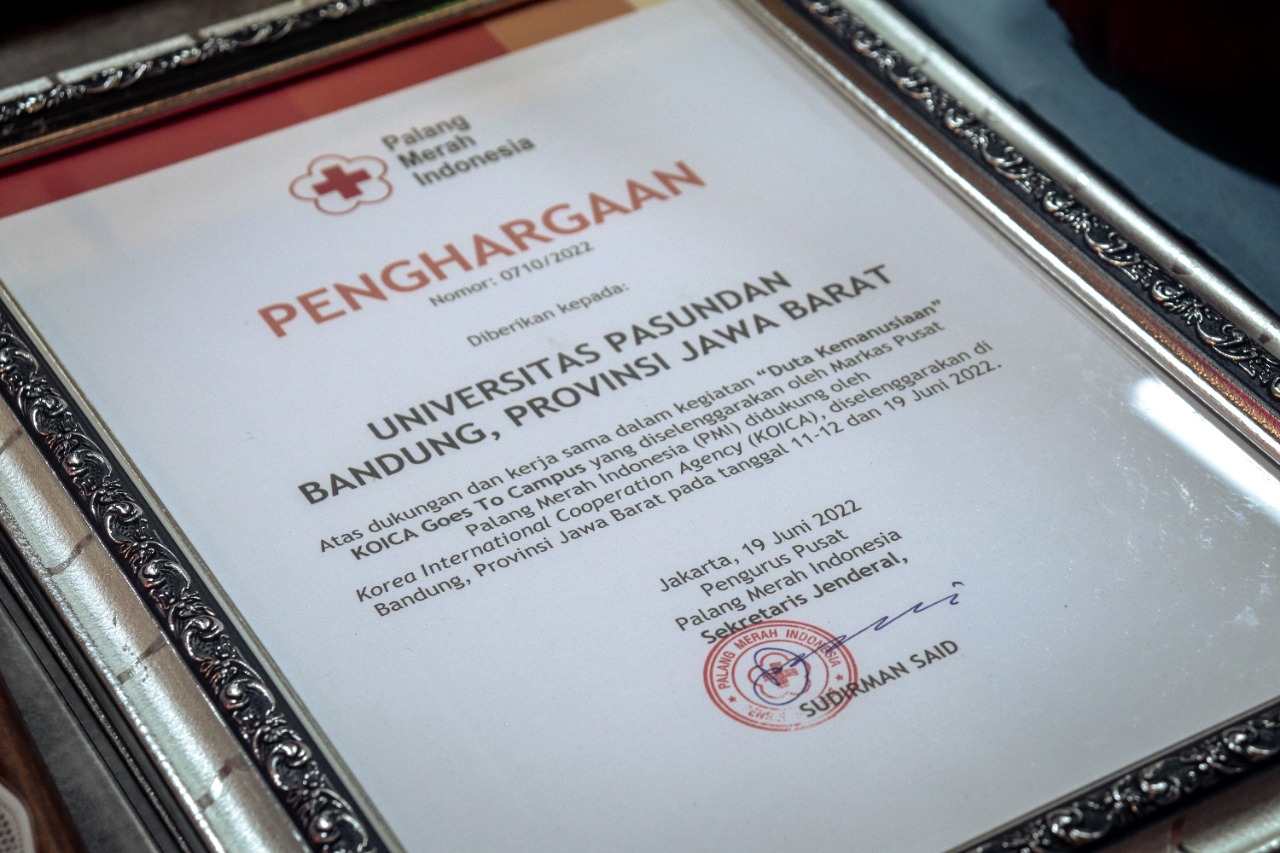 Palang
Merah
Indonesia
PENGHARGAAN
Nomor: 0710/2022
Diberikan kepada:
UNIVERSITAS PASUNDAN
BANDUNG, PROVINSI JAWA BARAT
Atas dukungan dan kerja sama dalam kegiatan “Duta Kemanusiaan”
KOICA Goes To Campus yang diselenggarakan oleh Markas Pusat
Palang Merah Indonesia (PMI) didukung oleh
Korea International Cooperation Agency (KOICA), diselenggarakan di
Bandung, Provinsi Jawa Barat pada tanggal 11-12 dan 19 Juni 2022.
Jakarta, 19 Juni 2022
Pengurus Pusat
Palang Merah Indonesia
Sekretaris Jenderal,
PALANG MERAH INDONESIA
SUDIRMAN SAID